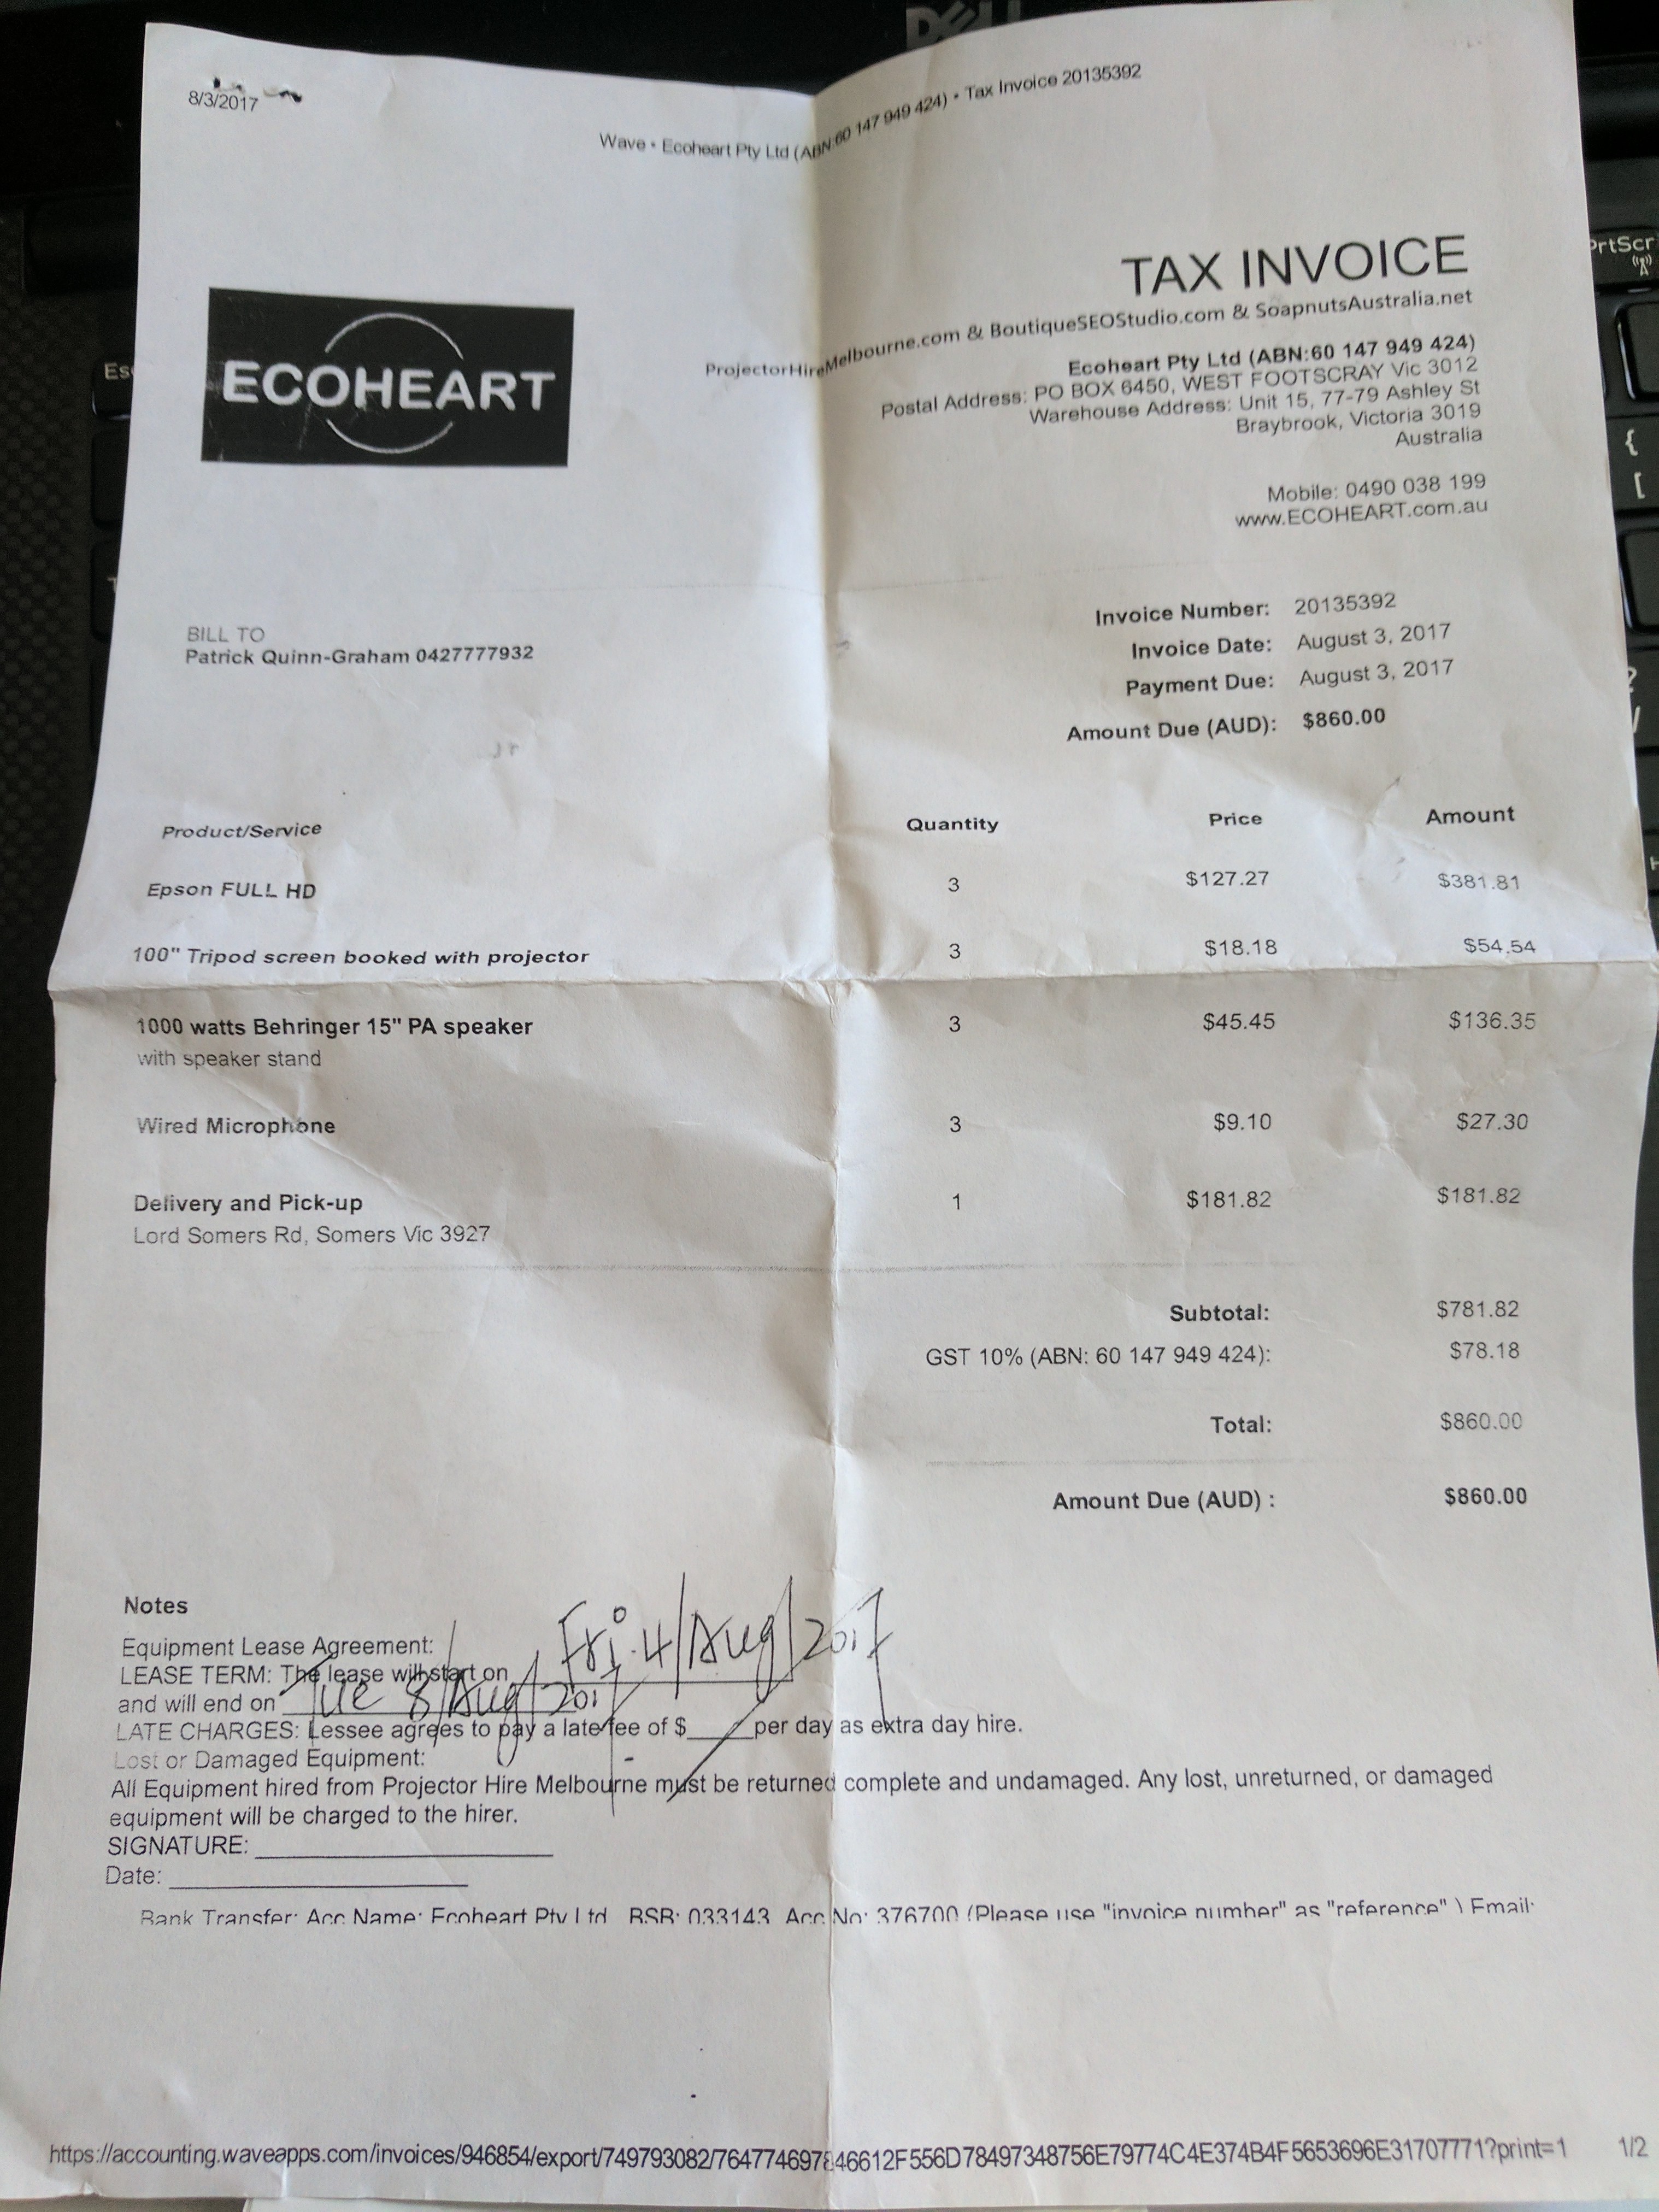 DELL
8/3/2017
Wave • Ecoheart Pty Ltd (ABN:60 147 949 424) • Tax Invoice 20135392
TAX INVOICE
ProjectorHireMelbourne.com & BoutiqueSEOStudio.com & SoapnutsAustralia.net
ECOHEART
Ecoheart Pty Ltd (ABN:60 147 949 424)
Postal Address: PO BOX 6450, WEST FOOTSCRAY Vic 3012
Warehouse Address: Unit 15, 77-79 Ashley St
Braybrook, Victoria 3019
Australia
Mobile: 0490 038 199
www.ECOHEART.com.au
BILL TO
Patrick Quinn-Graham 0427777932
Invoice Number: 20135392
Invoice Date: August 3, 2017
Payment Due: August 3, 2017
Amount Due (AUD): $860.00
Product/Service Quantity Price Amount
Epson FULL HD 3 $127.27 $381.81
100" Tripod screen booked with projector 3 $18.18 $54.54
1000 watts Behringer 15" PA speaker 3 $45.45 $136.35
with speaker stand
Wired Microphone 3 $9.10 $27.30
Delivery and Pick-up 1 $181.82 $181.82
Lord Somers Rd, Somers Vic 3927
Subtotal: $781.82
GST 10% (ABN: 60 147 949 424): $78.18
Total: $860.00
Amount Due (AUD) : $860.00
Notes
Equipment Lease Agreement:
LEASE TERM: The lease will start on Fri. 4/Aug/2017
and will end on Tue 8/Aug/2017
LATE CHARGES: Lessee agrees to pay a late fee of $_____per day as extra day hire.
Lost or Damaged Equipment:
All Equipment hired from Projector Hire Melbourne must be returned complete and undamaged. Any lost, unreturned, or damaged
equipment will be charged to the hirer.
SIGNATURE: ____________________
Date: ____________________
Bank Transfer: Acc Name: Ecoheart Pty Ltd BSB: 033143 Acc No: 376700 (Please use "invoice number" as "reference" ) Email:
https://accounting.waveapps.com/invoices/946854/export/749793082/764774697846612F556D78497348756E79774C4E374B4F5653696E31707771?print=1 1/2
PrtScr
Es
{
[